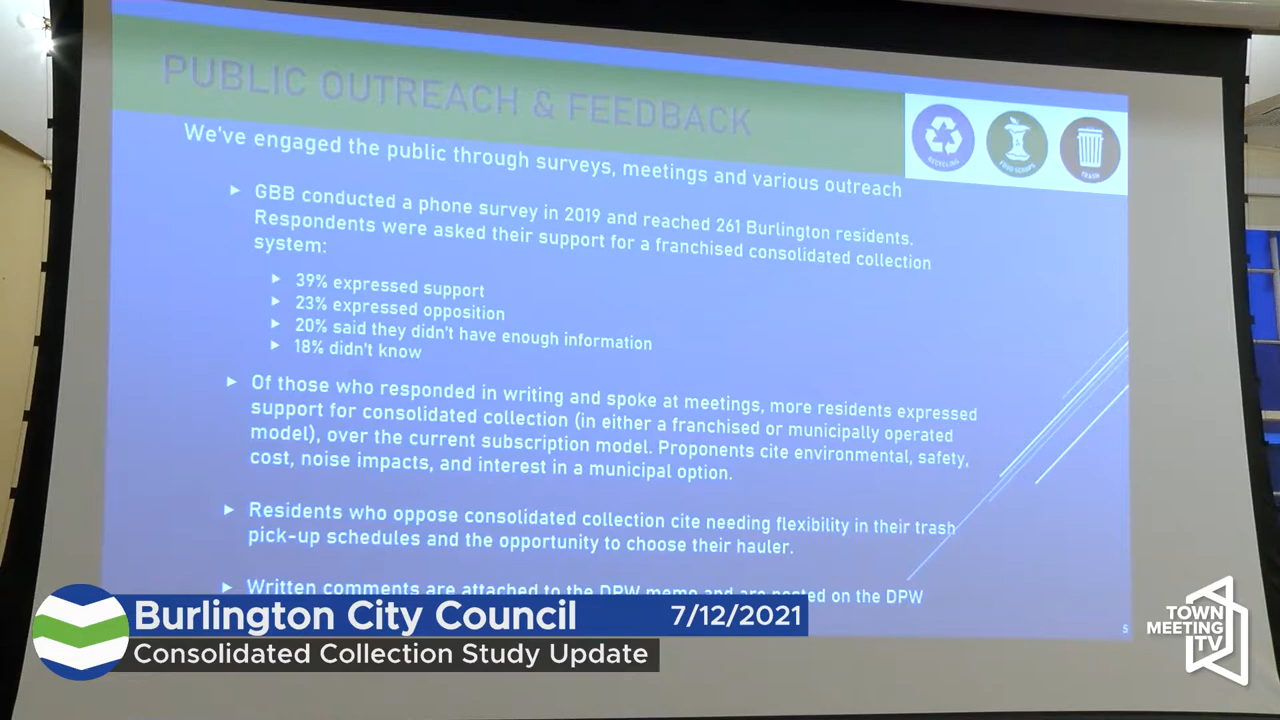 PUBLIC OUTREACH & FEEDBACK
RECYCLING
FOOD SCRAPS
TRASH
We've engaged the public through surveys, meetings and various outreach
GBB conducted a phone survey in 2019 and reached 261 Burlington residents.
Respondents were asked their support for a franchised consolidated collection
system:
39% expressed support
23% expressed opposition
20% said they didn't have enough information
18% didn't know
Of those who responded in writing and spoke at meetings, more residents expressed
support for consolidated collection (in either a franchised or municipally operated
model), over the current subscription model. Proponents cite environmental, safety,
cost, noise impacts, and interest in a municipal option.
Residents who oppose consolidated collection cite needing flexibility in their trash
pick-up schedules and the opportunity to choose their hauler.
Written comments are attached to the DPW memo and are posted on the DPW
5
Burlington City Council 7/12/2021
Consolidated Collection Study Update
TOWN
MEETING
TV